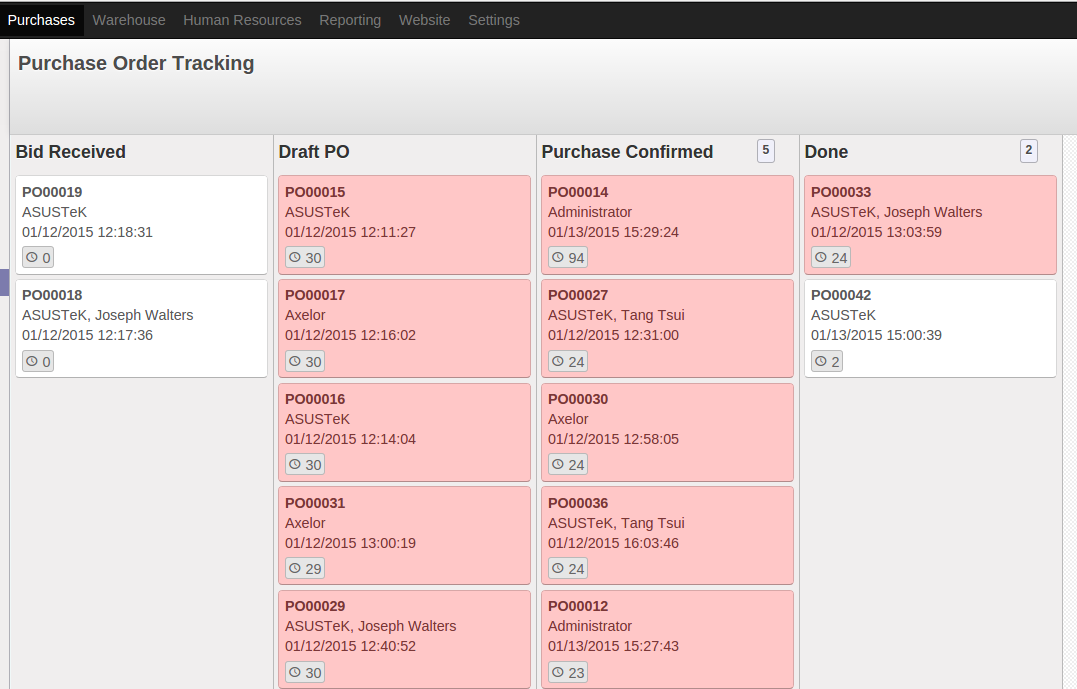 Purchases Warehouse Human Resources Reporting Website Settings
Purchase Order Tracking
Bid Received
PO00019
ASUSTeK
01/12/2015 12:18:31
0
PO00018
ASUSTeK, Joseph Walters
01/12/2015 12:17:36
0
Draft PO
PO00015
ASUSTeK
01/12/2015 12:11:27
30
PO00017
Axelor
01/12/2015 12:16:02
30
PO00016
ASUSTeK
01/12/2015 12:14:04
30
PO00031
Axelor
01/12/2015 13:00:19
29
PO00029
ASUSTeK, Joseph Walters
01/12/2015 12:40:52
30
Purchase Confirmed 5
PO00014
Administrator
01/13/2015 15:29:24
94
PO00027
ASUSTeK, Tang Tsui
01/12/2015 12:31:00
24
PO00030
Axelor
01/12/2015 12:58:05
24
PO00036
ASUSTeK, Tang Tsui
01/12/2015 16:03:46
24
PO00012
Administrator
01/13/2015 15:27:43
23
Done 2
PO00033
ASUSTeK, Joseph Walters
01/12/2015 13:03:59
24
PO00042
ASUSTeK
01/13/2015 15:00:39
2